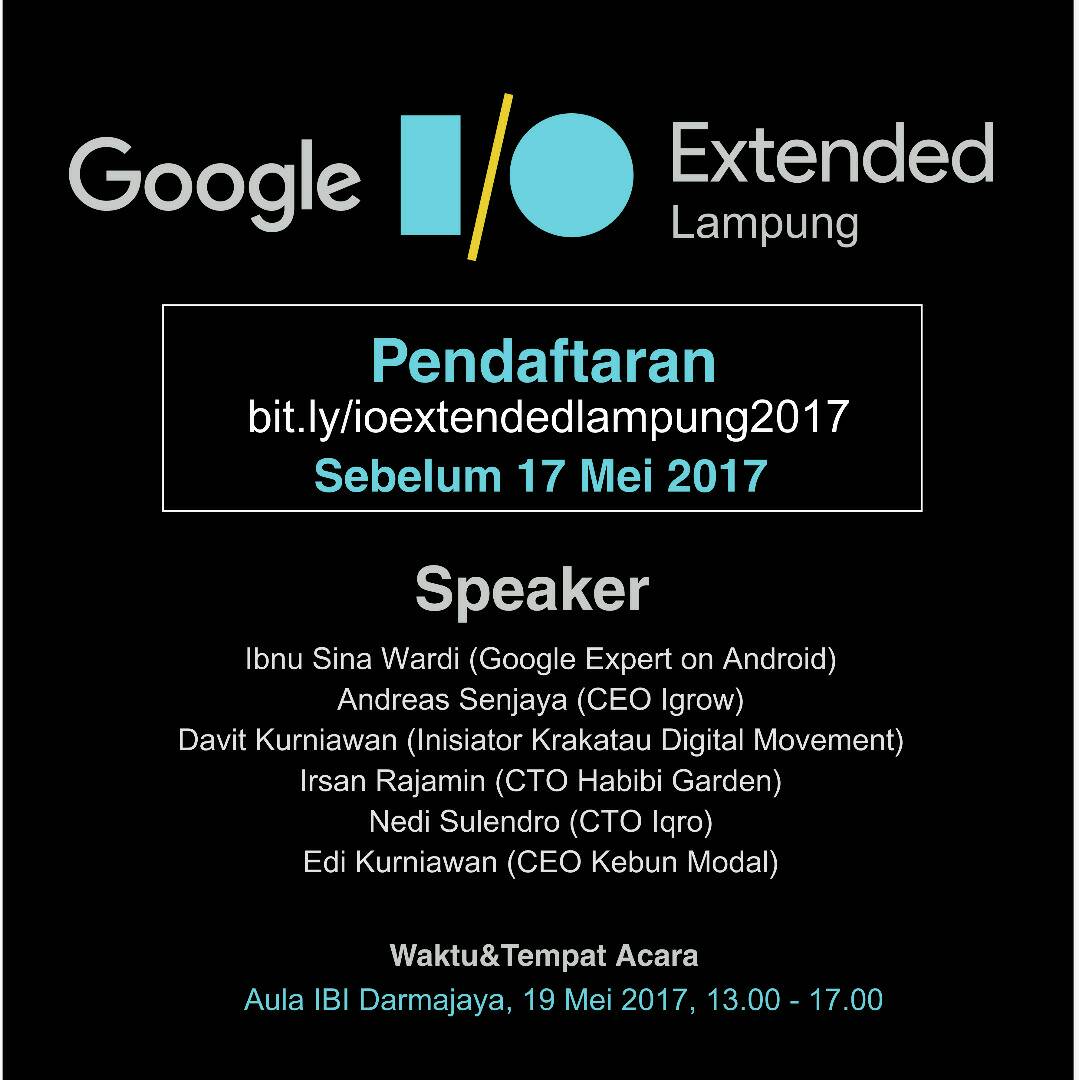 Google I/O Extended
Lampung
Pendaftaran
bit.ly/ioextendedlampung2017
Sebelum 17 Mei 2017
Speaker
Ibnu Sina Wardi (Google Expert on Android)
Andreas Senjaya (CEO Igrow)
Davit Kurniawan (Inisiator Krakatau Digital Movement)
Irsan Rajamin (CTO Habibi Garden)
Nedi Sulendro (CTO Iqro)
Edi Kurniawan (CEO Kebun Modal)
Waktu&Tempat Acara
Aula IBI Darmajaya, 19 Mei 2017, 13.00 - 17.00